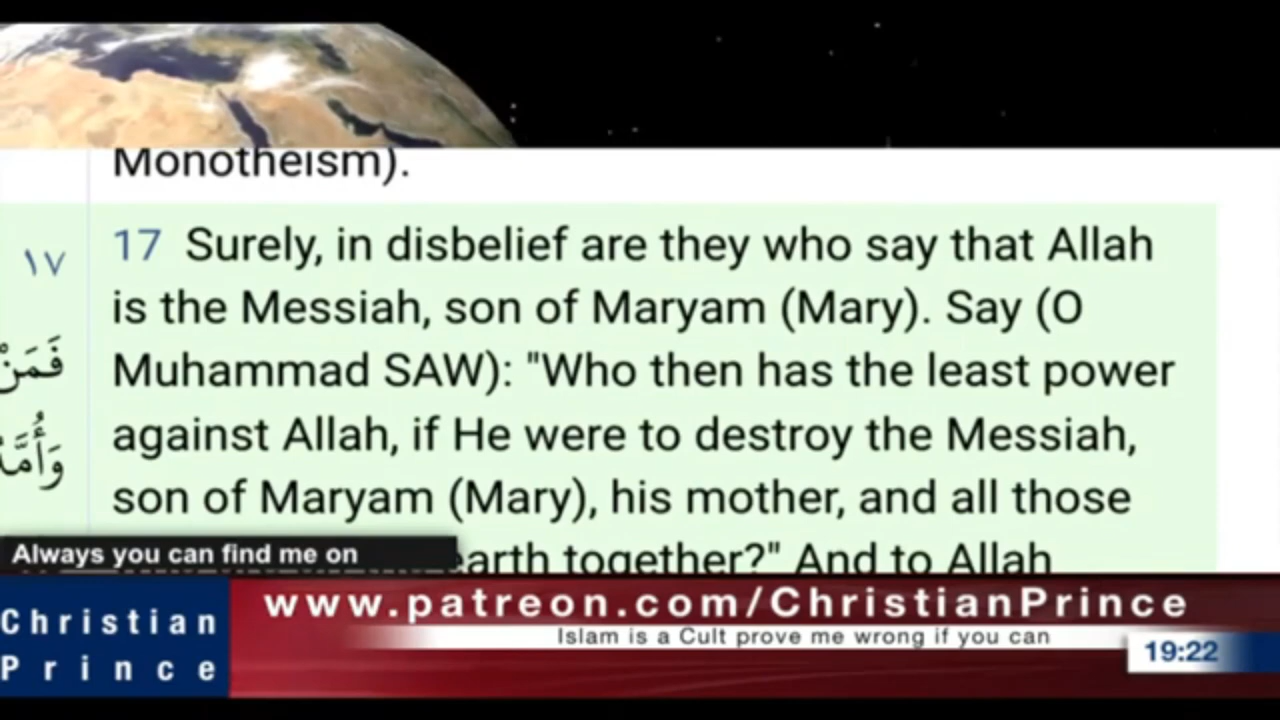 Monotheism).
17 Surely, in disbelief are they who say that Allah
١٧
is the Messiah, son of Maryam (Mary). Say (O
Muhammad SAW): "Who then has the least power
فَمَنْ
against Allah, if He were to destroy the Messiah,
son of Maryam (Mary), his mother, and all those
earth together?" And to Allah
Always you can find me on
www.patreon.com/ChristianPrince
Christian
Prince
Islam is a Cult prove me wrong if you can
19:22